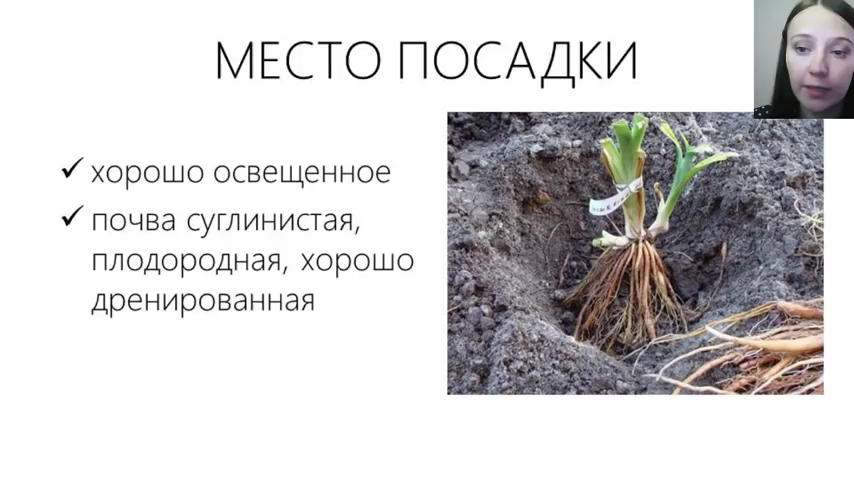 МЕСТО ПОСАДКИ
хорошо освещенное
почва суглинистая,
плодородная, хорошо
дренированная